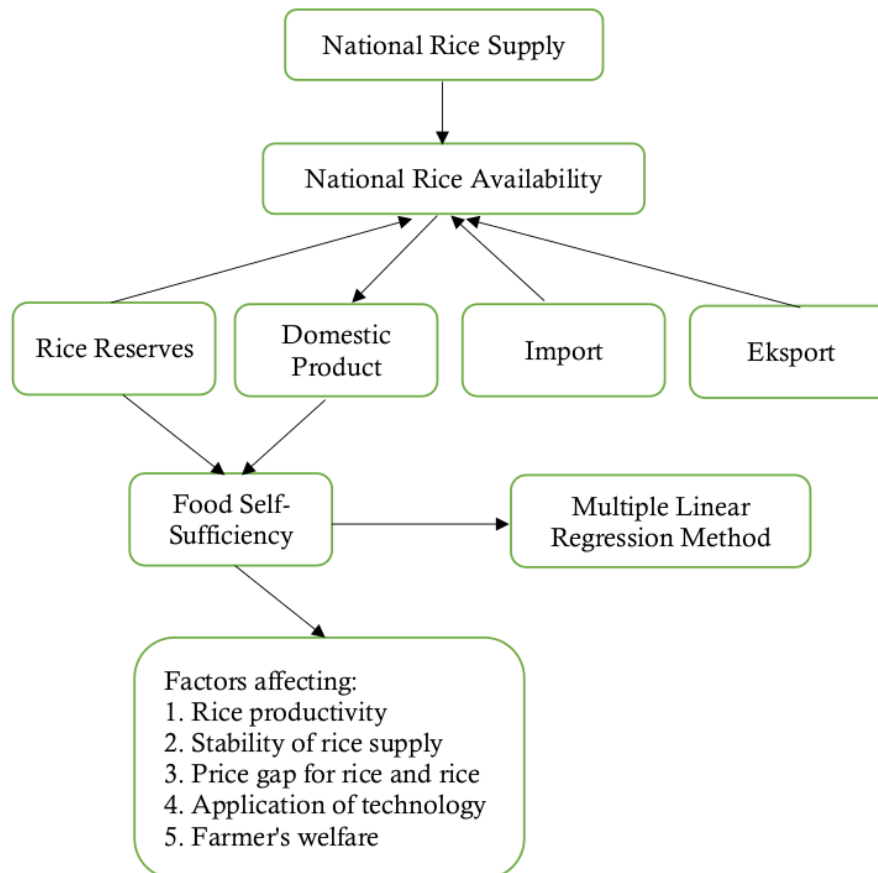 National Rice Supply
National Rice Availability
Rice Reserves
Domestic
Product
Import
Eksport
Food Self-
Sufficiency
Multiple Linear
Regression Method
Factors affecting:
1. Rice productivity
2. Stability of rice supply
3. Price gap for rice and rice
4. Application of technology
5. Farmer's welfare